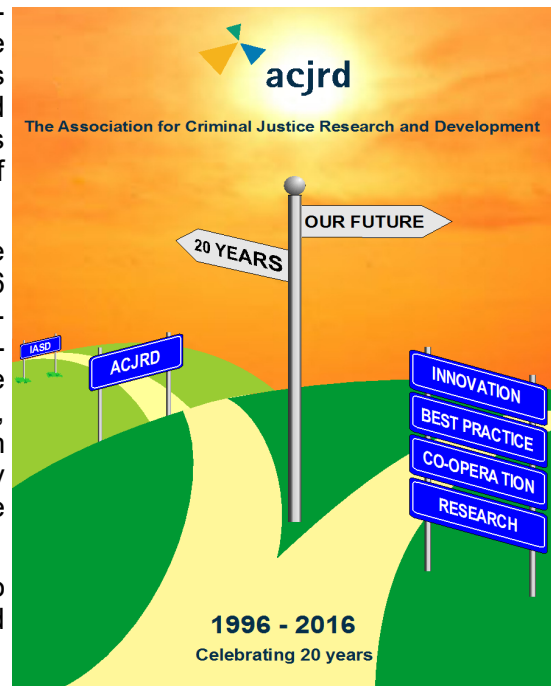 acjrd
The Association for Criminal Justice Research and Development
OUR FUTURE
20 YEARS
IASD
ACJRD
INNOVATION
BEST PRACTICE
CO-OPERATION
RESEARCH
1996 - 2016
Celebrating 20 years